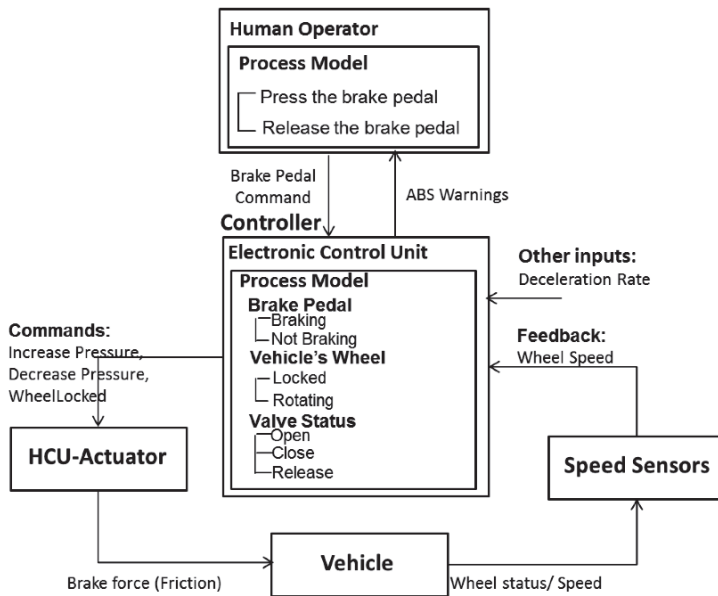 Human Operator
Process Model
Press the brake pedal
Release the brake pedal
Brake Pedal
Command
ABS Warnings
Controller
Electronic Control Unit
Process Model
Brake Pedal
Braking
Not Braking
Vehicle's Wheel
Locked
Rotating
Valve Status
Open
Close
Release
Other inputs:
Deceleration Rate
Feedback:
Wheel Speed
Commands:
Increase Pressure,
Decrease Pressure,
WheelLocked
HCU-Actuator
Speed Sensors
Vehicle
Brake force (Friction)
Wheel status/ Speed